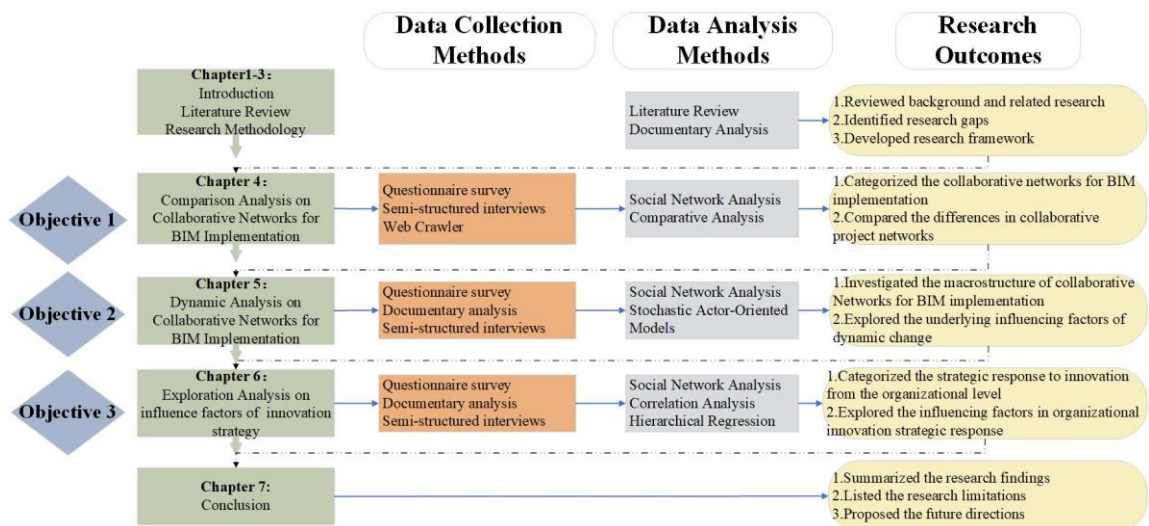 Data Collection
Methods
Data Analysis
Methods
Research
Outcomes
Chapter1-3：
Introduction
Literature Review
Research Methodology
Literature Review
Documentary Analysis
1.Reviewed background and related research
2.Identified research gaps
3.Developed research framework
Objective 1
Chapter 4：
Comparison Analysis on
Collaborative Networks for
BIM Implementation
Questionnaire survey
Semi-structured interviews
Web Crawler
Social Network Analysis
Comparative Analysis
1.Categorized the collaborative networks for BIM
implementation
2.Compared the differences in collaborative
project networks
Objective 2
Chapter 5：
Dynamic Analysis on
Collaborative Networks for
BIM Implementation
Questionnaire survey
Documentary analysis
Semi-structured interviews
Social Network Analysis
Stochastic Actor-Oriented
Models
1.Investigated the macrostructure of collaborative
Networks for BIM implementation
2.Explored the underlying influencing factors of
dynamic change
Objective 3
Chapter 6：
Exploration Analysis on
influence factors of innovation
strategy
Questionnaire survey
Documentary analysis
Semi-structured interviews
Social Network Analysis
Correlation Analysis
Hierarchical Regression
1.Categorized the strategic response to innovation
from the organizational level
2.Explored the influencing factors in organizational
innovation strategic response
Chapter 7：
Conclusion
1.Summarized the research findings
2.Listed the research limitations
3.Proposed the future directions